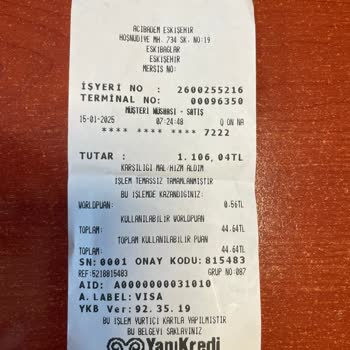 ACIBADEM ESKİŞEHİR
HOŞNUDİYE MH. 734 SK. NO:19
ESKİBAĞLAR
ESKİŞEHİR
MERSIS NO:
İŞYERİ NO : 2600255216
TERMİNAL NO: 00096350
MÜŞTERİ NÜSHASI - SATIŞ
15-01-2025 07:24:48 Q ON NA
**** **** **** 7222
TUTAR : 1.106,04TL
KARŞILIĞI MAL/HİZM ALDIM
İŞLEM TEMASSIZ TAMAMLANMIŞTIR
BU İŞLEMDE KAZANDIĞINIZ:
WORLDPUAN: 0.56TL
KULLANILABİLİR WORLDPUAN
TOPLAM: 44.64TL
TOPLAM KULLANILABİLİR PUAN
TOPLAM: 44.64TL
SN:0001 ONAY KODU:815483
REF:5218815483 GRUP NO:087
AID: A0000000031010
A.LABEL:VISA
YKB Ver:92.35.19
BU İŞLEM YURTİÇİ KARTLA YAPILMIŞTIR
BU BELGEYİ SAKLAYINIZ
YapıKredi